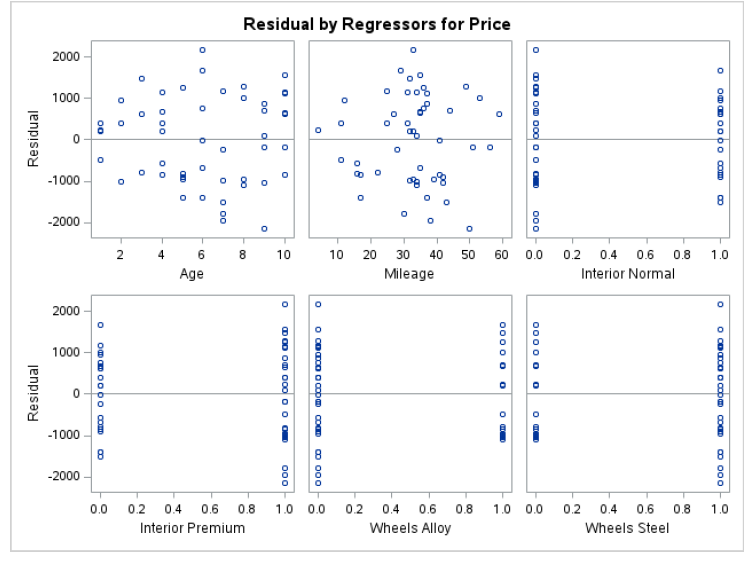 Residual by Regressors for Price
Residual
2000
1000
0
-1000
-2000
2 4 6 8 10
Age
10 20 30 40 50 60
Mileage
0.0 0.2 0.4 0.6 0.8 1.0
Interior Normal
Residual
2000
1000
0
-1000
-2000
0.0 0.2 0.4 0.6 0.8 1.0
Interior Premium
0.0 0.2 0.4 0.6 0.8 1.0
Wheels Alloy
0.0 0.2 0.4 0.6 0.8 1.0
Wheels Steel